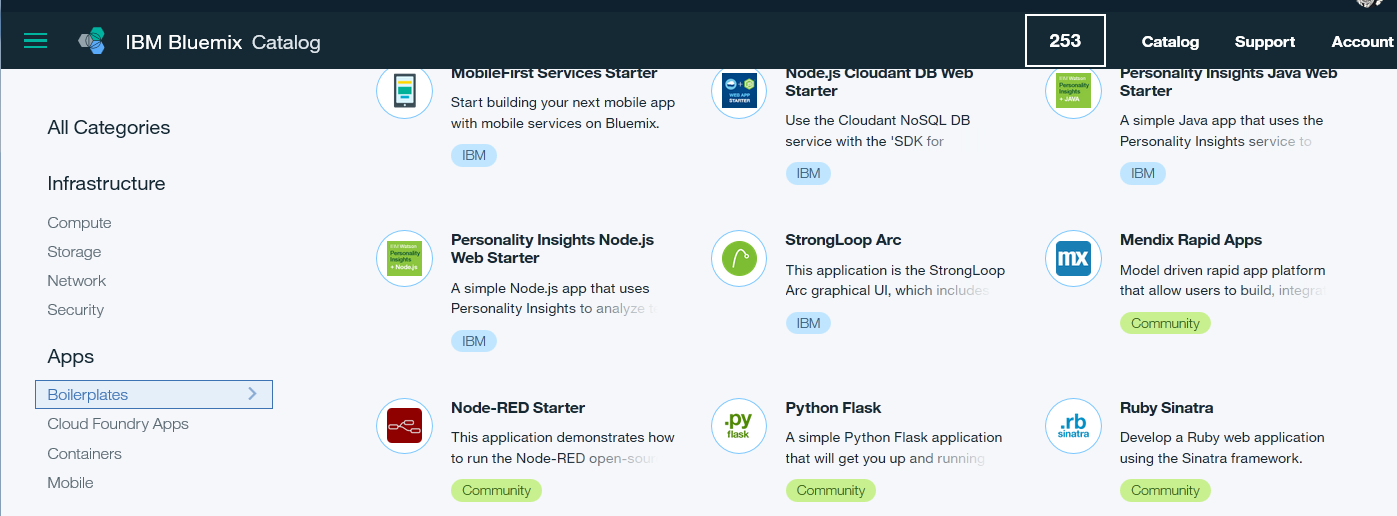 IBM Bluemix Catalog
253
Catalog
Support
Account
All Categories
Infrastructure
Compute
Storage
Network
Security
Apps
Boilerplates
Cloud Foundry Apps
Containers
Mobile
MobileFirst Services Starter
Start building your next mobile app
with mobile services on Bluemix.
IBM
WEB APP
STARTER
Node.js Cloudant DB Web
Starter
Use the Cloudant NoSQL DB
service with the 'SDK for
IBM
IBM Watson
Personality
Insights
+ JAVA
Personality Insights Java Web
Starter
A simple Java app that uses the
Personality Insights service to
IBM
IBM Watson
Personality
Insights
+ Node.js
Personality Insights Node.js
Web Starter
A simple Node.js app that uses
Personality Insights to analyze t
IBM
StrongLoop Arc
This application is the StrongLoop
Arc graphical UI, which includes
IBM
mx
Mendix Rapid Apps
Model driven rapid app platform
that allow users to build, integra
Community
Node-RED Starter
This application demonstrates how
to run the Node-RED open-sour
Community
.py
flask
Python Flask
A simple Python Flask application
that will get you up and running
Community
.rb
sinatra
Ruby Sinatra
Develop a Ruby web application
using the Sinatra framework.
Community